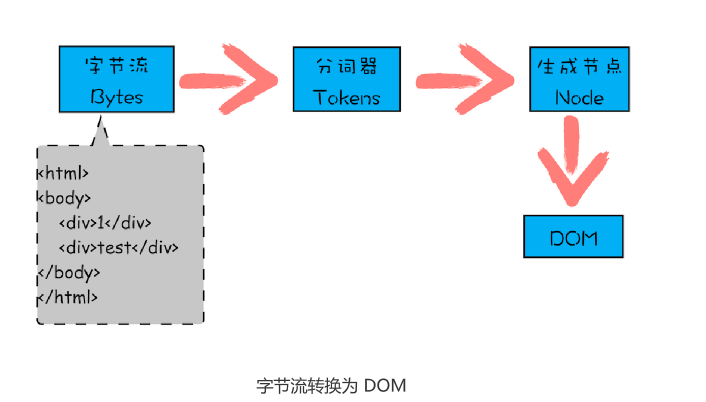 字节流
Bytes
分词器
Tokens
生成节点
Node
<html>
<body>
<div>1</div>
<div>test</div>
</body>
</html>
DOM
字节流转换为 DOM